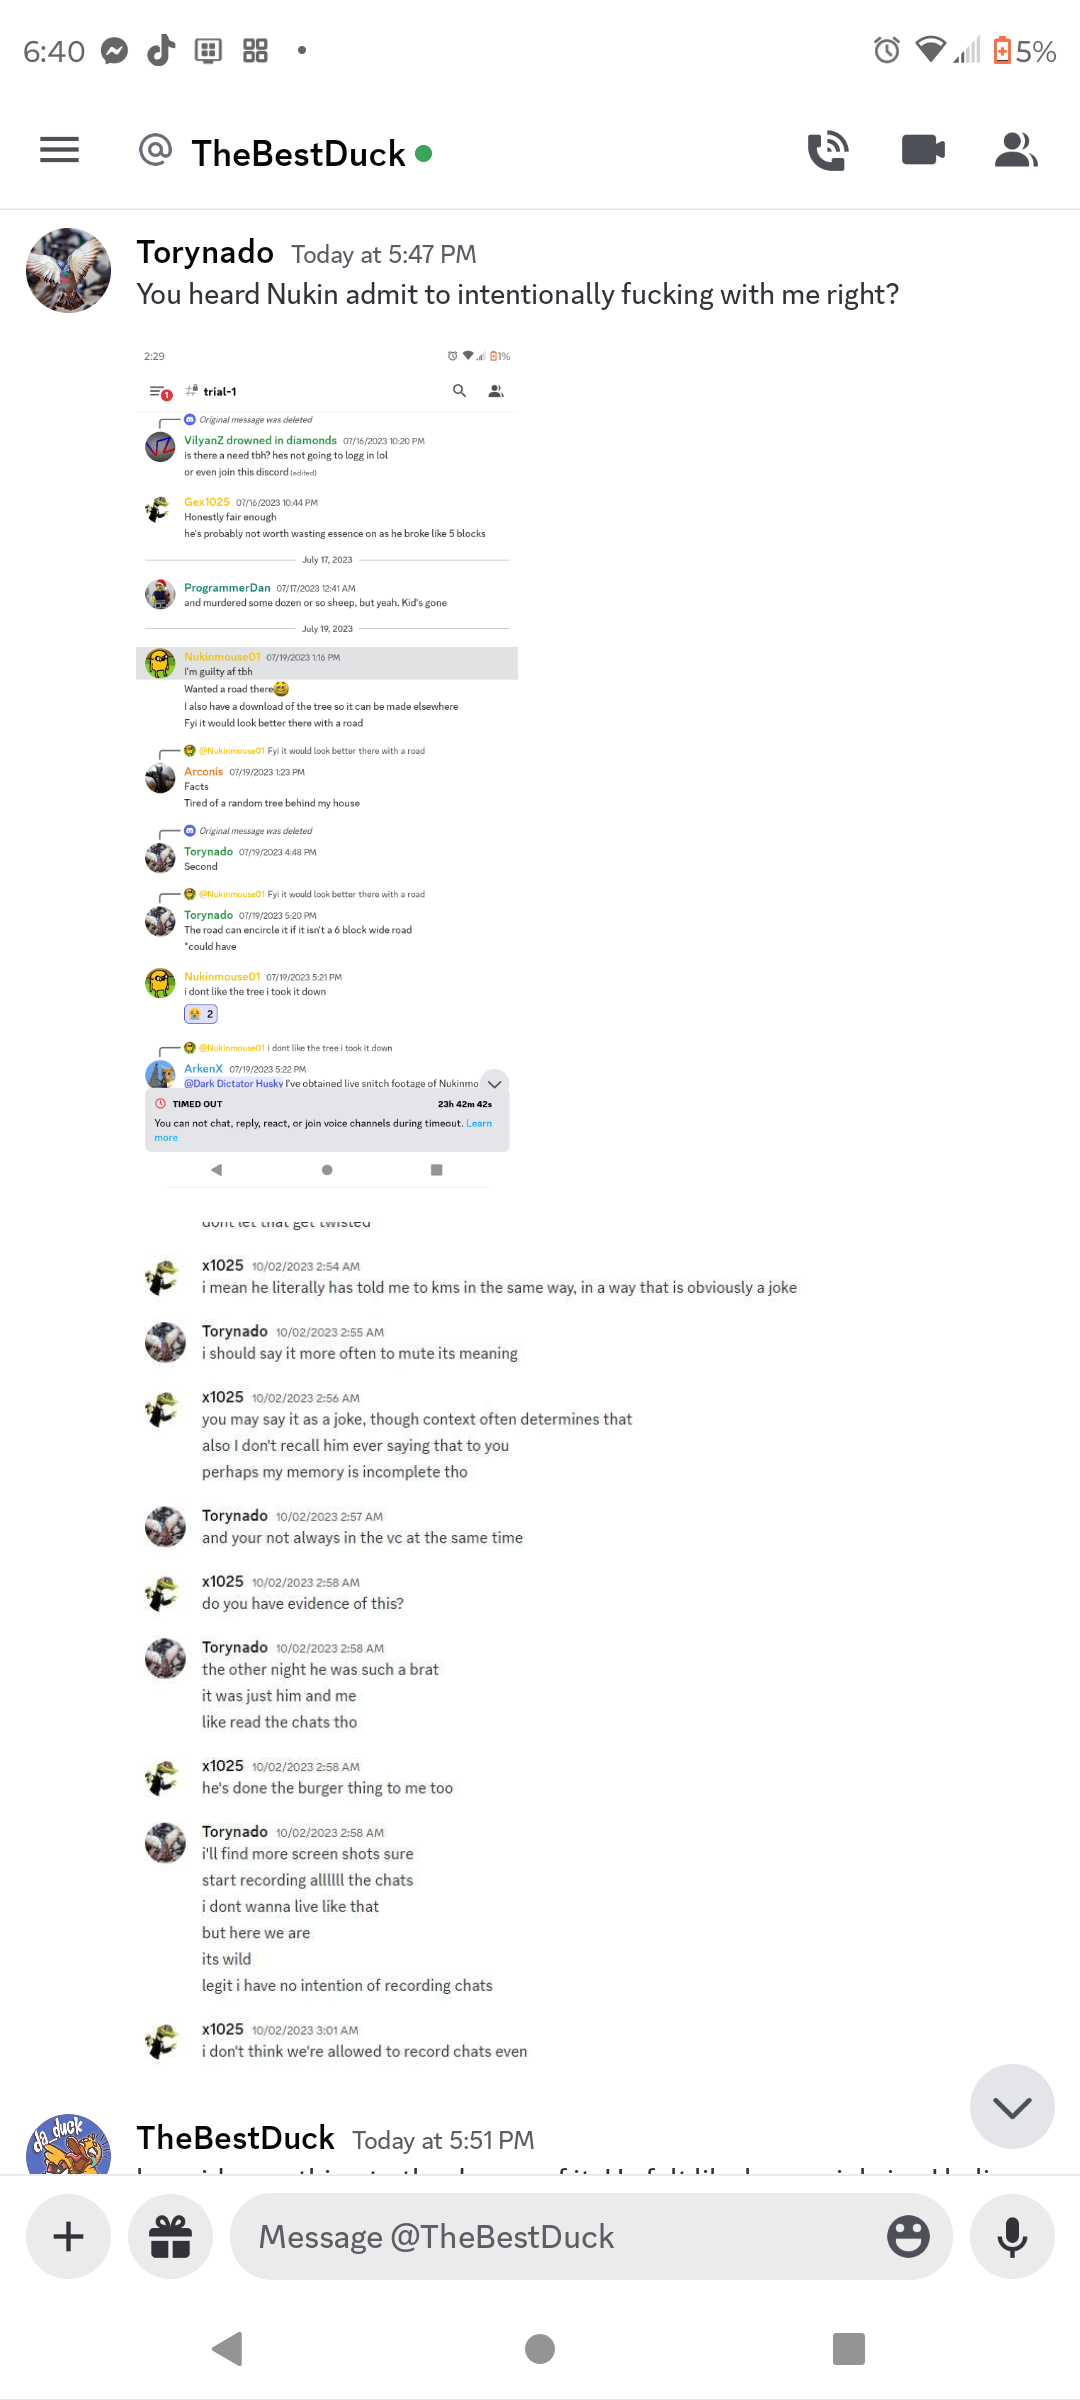 6:40
5%
@ TheBestDuck
Torynado Today at 5:47 PM
You heard Nukin admit to intentionally fucking with me right?
2:29
1%
1
# trial-1
Original message was deleted
VilyanZ drowned in diamonds 07/16/2023 10:20 PM
is there a need tbh? hes not going to logg in lol
or even join this discord (edited)
Gex1025 07/16/2023 10:44 PM
Honestly fair enough
he's probably not worth wasting essence on as he broke like 5 blocks
July 17, 2023
ProgrammerDan 07/17/2023 12:41 AM
and murdered some dozen or so sheep, but yeah. Kid's gone
July 19, 2023
Nukinmouse01 07/19/2023 1:16 PM
I'm guilty af tbh
Wanted a road there
I also have a download of the tree so it can be made elsewhere
Fyi it would look better there with a road
@Nukinmouse01 Fyi it would look better there with a road
Arconis 07/19/2023 1:23 PM
Facts
Tired of a random tree behind my house
Original message was deleted
Torynado 07/19/2023 4:48 PM
Second
@Nukinmouse01 Fyi it would look better there with a road
Torynado 07/19/2023 5:20 PM
The road can encircle it if it isn't a 6 block wide road
*could have
Nukinmouse01 07/19/2023 5:21 PM
i dont like the tree i took it down
2
@Nukinmouse01 i dont like the tree i took it down
ArkenX 07/19/2023 5:22 PM
@Dark Dictator Husky I've obtained live snitch footage of Nukinmo
TIMED OUT 23h 42m 42s
You can not chat, reply, react, or join voice channels during timeout. Learn
more
dont let that get twisted
x1025 10/02/2023 2:54 AM
i mean he literally has told me to kms in the same way, in a way that is obviously a joke
Torynado 10/02/2023 2:55 AM
i should say it more often to mute its meaning
x1025 10/02/2023 2:56 AM
you may say it as a joke, though context often determines that
also I don't recall him ever saying that to you
perhaps my memory is incomplete tho
Torynado 10/02/2023 2:57 AM
and your not always in the vc at the same time
x1025 10/02/2023 2:58 AM
do you have evidence of this?
Torynado 10/02/2023 2:58 AM
the other night he was such a brat
it was just him and me
like read the chats tho
x1025 10/02/2023 2:58 AM
he's done the burger thing to me too
Torynado 10/02/2023 2:58 AM
i'll find more screen shots sure
start recording allllll the chats
i dont wanna live like that
but here we are
its wild
legit i have no intention of recording chats
x1025 10/02/2023 3:01 AM
i don't think we're allowed to record chats even
da duck
TheBestDuck Today at 5:51 PM
Message @TheBestDuck